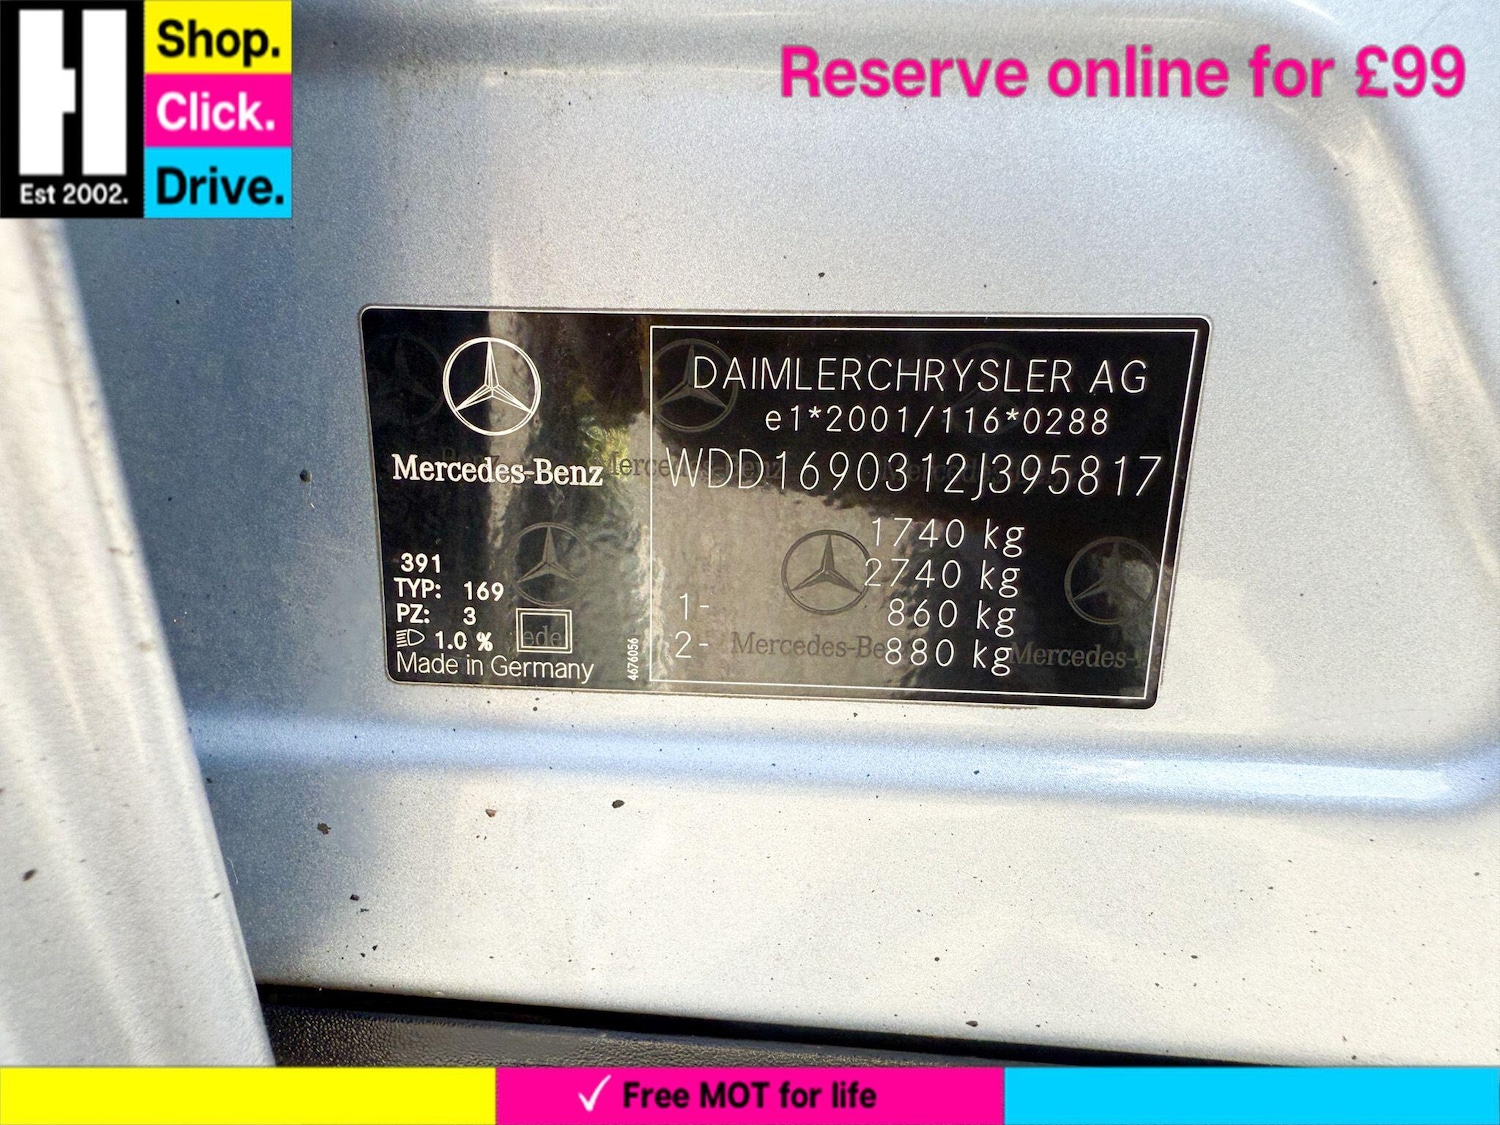 H
Est 2002.
Shop.
Click.
Drive.
Reserve online for £99
Mercedes-Benz
391
TYP: 169
PZ: 3
1.0 %
Made in Germany
4676056
DAIMLERCHRYSLER AG
e1*2001/116*0288
WDD1690312J395817
1740 kg
2740 kg
1- 860 kg
2- 880 kg
✓ Free MOT for life